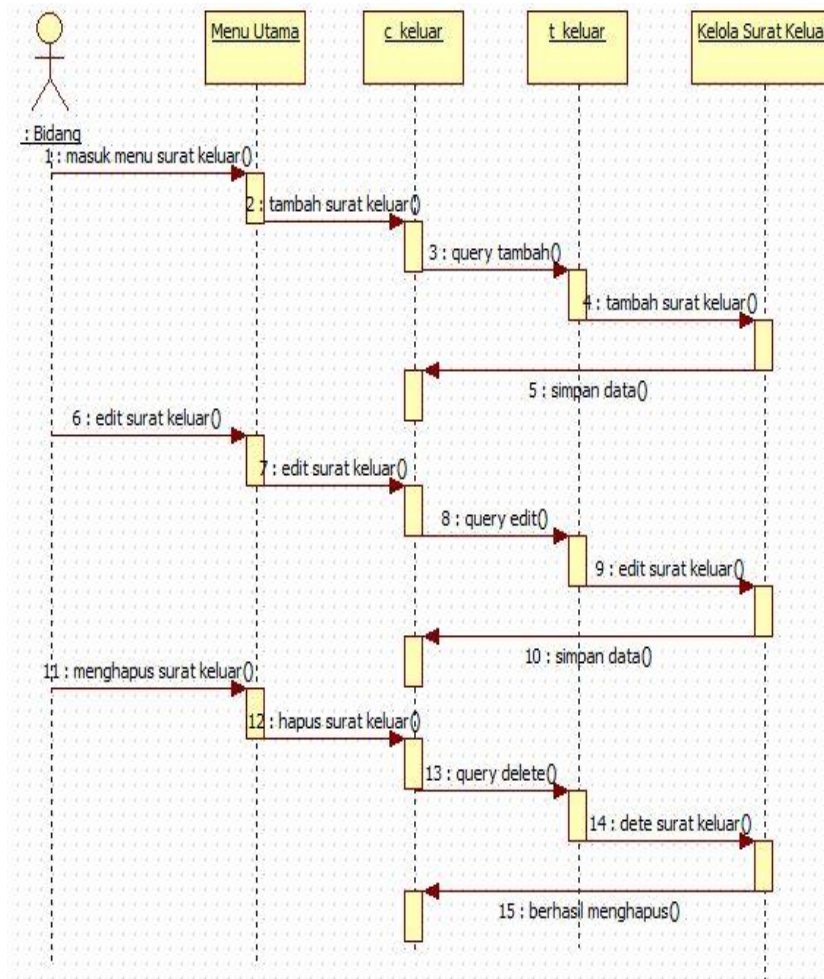 Menu Utama
c_keluar
t_keluar
Kelola Surat Kelua
: Bidang
1 : masuk menu surat keluar()
2 : tambah surat keluar()
3 : query tambah()
4 : tambah surat keluar()
5 : simpan data()
6 : edit surat keluar()
7 : edit surat keluar()
8 : query edit()
9 : edit surat keluar()
10 : simpan data()
11 : menghapus surat keluar()
12 : hapus surat keluar()
13 : query delete()
14 : dete surat keluar()
15 : berhasil menghapus()